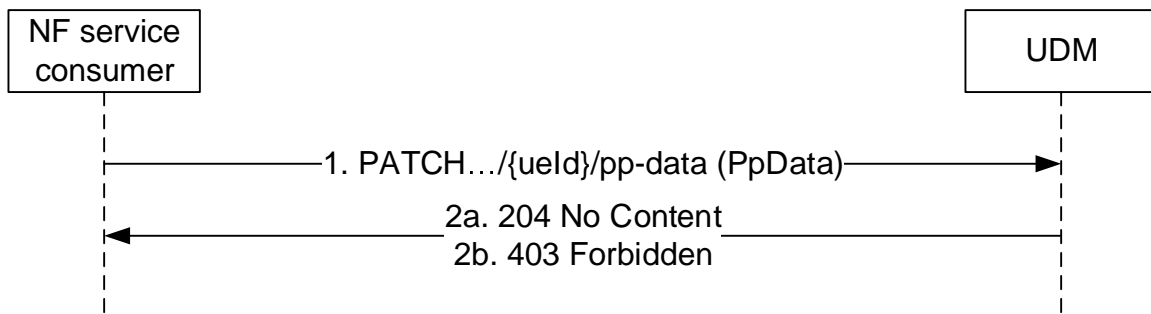 NF service
consumer
UDM
1. PATCH…/{ueId}/pp-data (PpData)
2a. 204 No Content
2b. 403 Forbidden